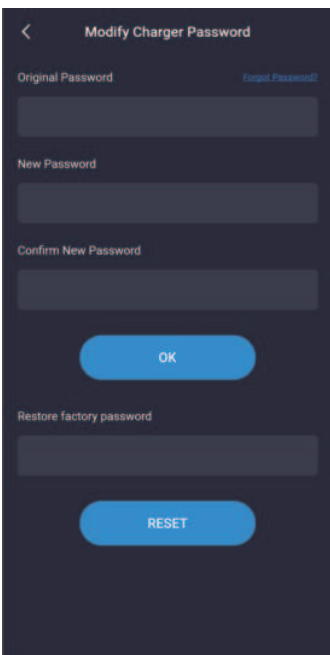 Modify Charger Password
Original Password Forgot Password?
New Password
Confirm New Password
OK
Restore factory password
RESET